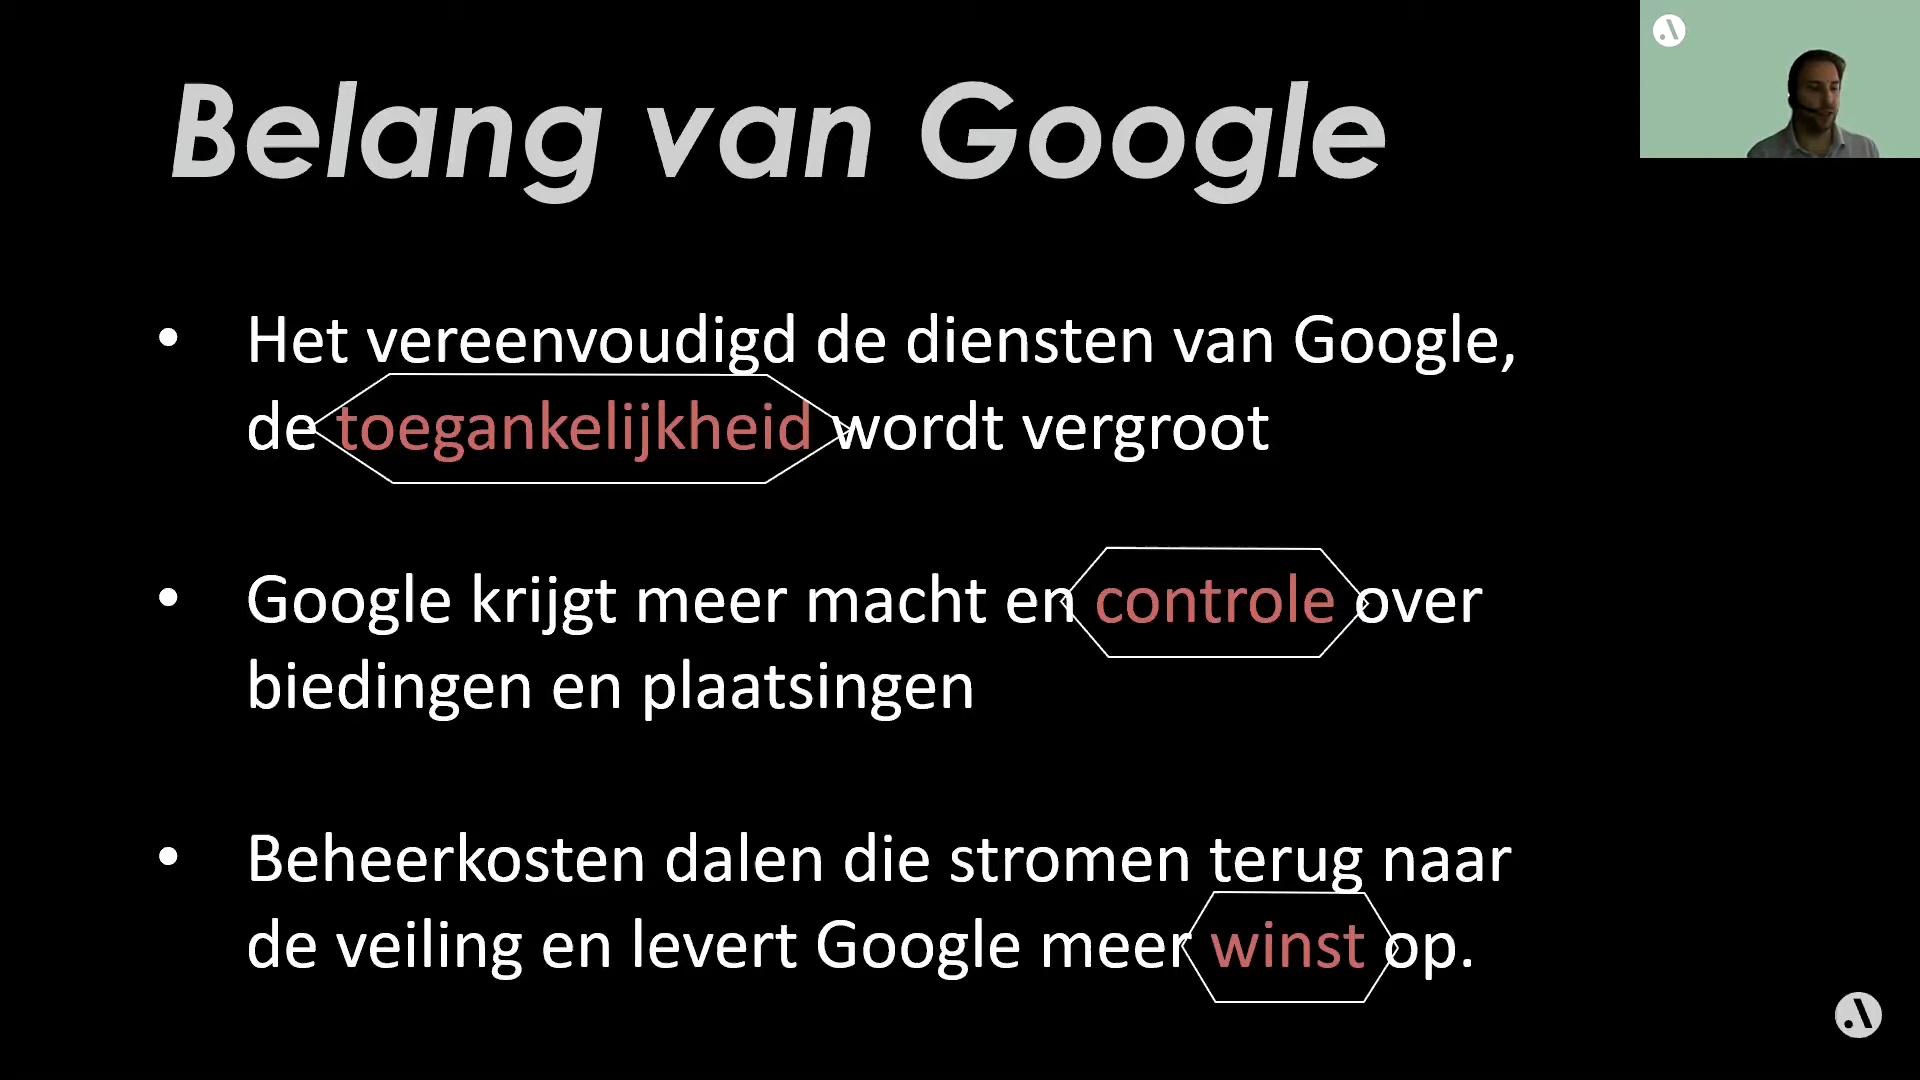 Belang van Google
• Het vereenvoudigd de diensten van Google,
de toegankelijkheid wordt vergroot
• Google krijgt meer macht en controle over
biedingen en plaatsingen
• Beheerkosten dalen die stromen terug naar
de veiling en levert Google meer winst op.